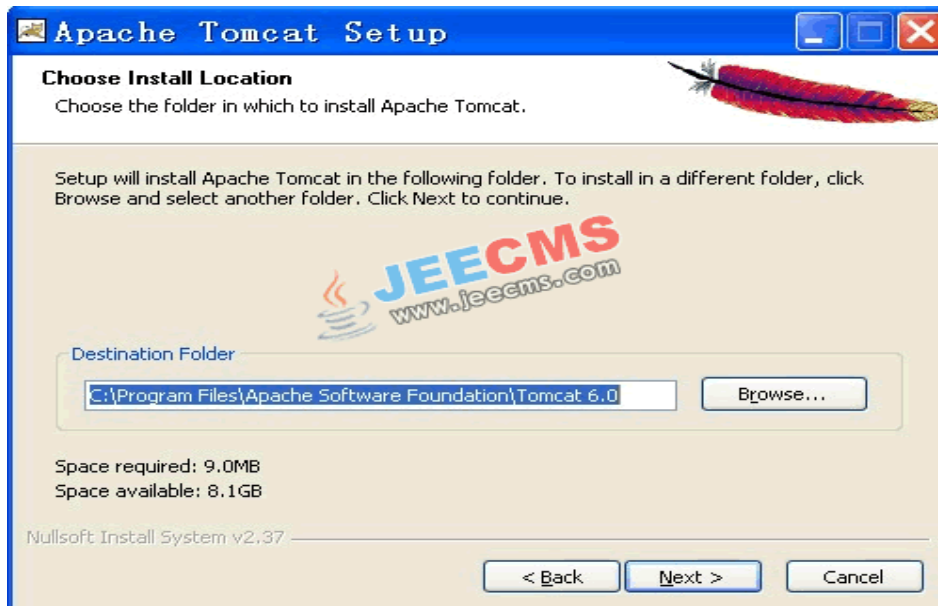 Apache Tomcat Setup
Choose Install Location
Choose the folder in which to install Apache Tomcat.
Setup will install Apache Tomcat in the following folder. To install in a different folder, click
Browse and select another folder. Click Next to continue.
JEECMS
www.jeecms.com
Destination Folder
C:\Program Files\Apache Software Foundation\Tomcat 6.0
Browse...
Space required: 9.0MB
Space available: 8.1GB
Nullsoft Install System v2.37
< Back
Next >
Cancel